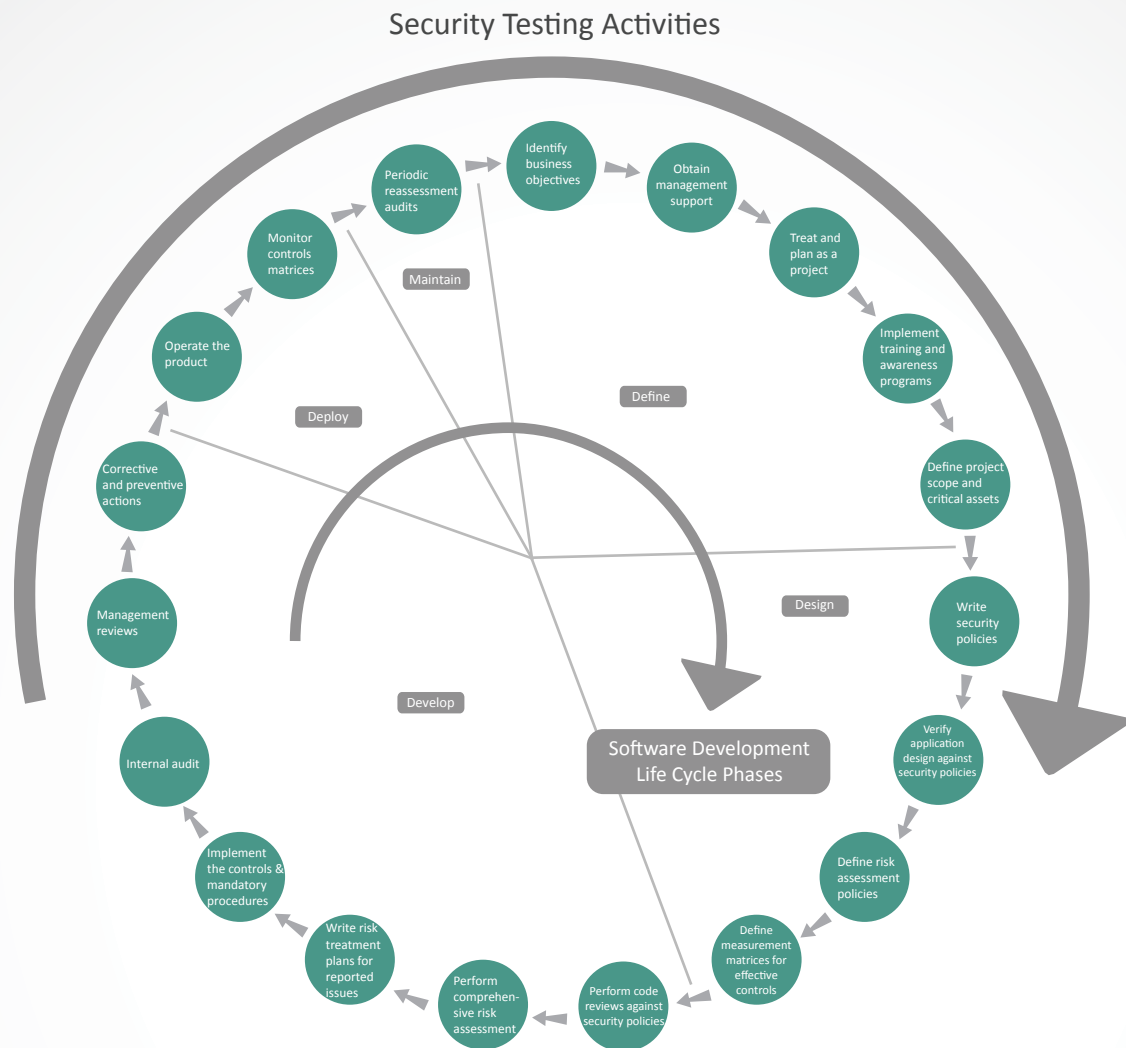 Security Testing Activities
Identify
business
objectives
Obtain
management
support
Treat and
plan as a
project
Implement
training and
awareness
programs
Define project
scope and
critical assets
Write
security
policies
Verify
application
design against
security policies
Define risk
assessment
policies
Define
measurement
matrices for
effective
controls
Perform code
reviews against
security policies
Perform
comprehen-
sive risk
assessment
Write risk
treatment
plans for
reported
issues
Implement
the controls &
mandatory
procedures
Internal audit
Management
reviews
Corrective
and preventive
actions
Operate the
product
Monitor
controls
matrices
Periodic
reassessment
audits
Maintain
Define
Deploy
Design
Develop
Software Development
Life Cycle Phases